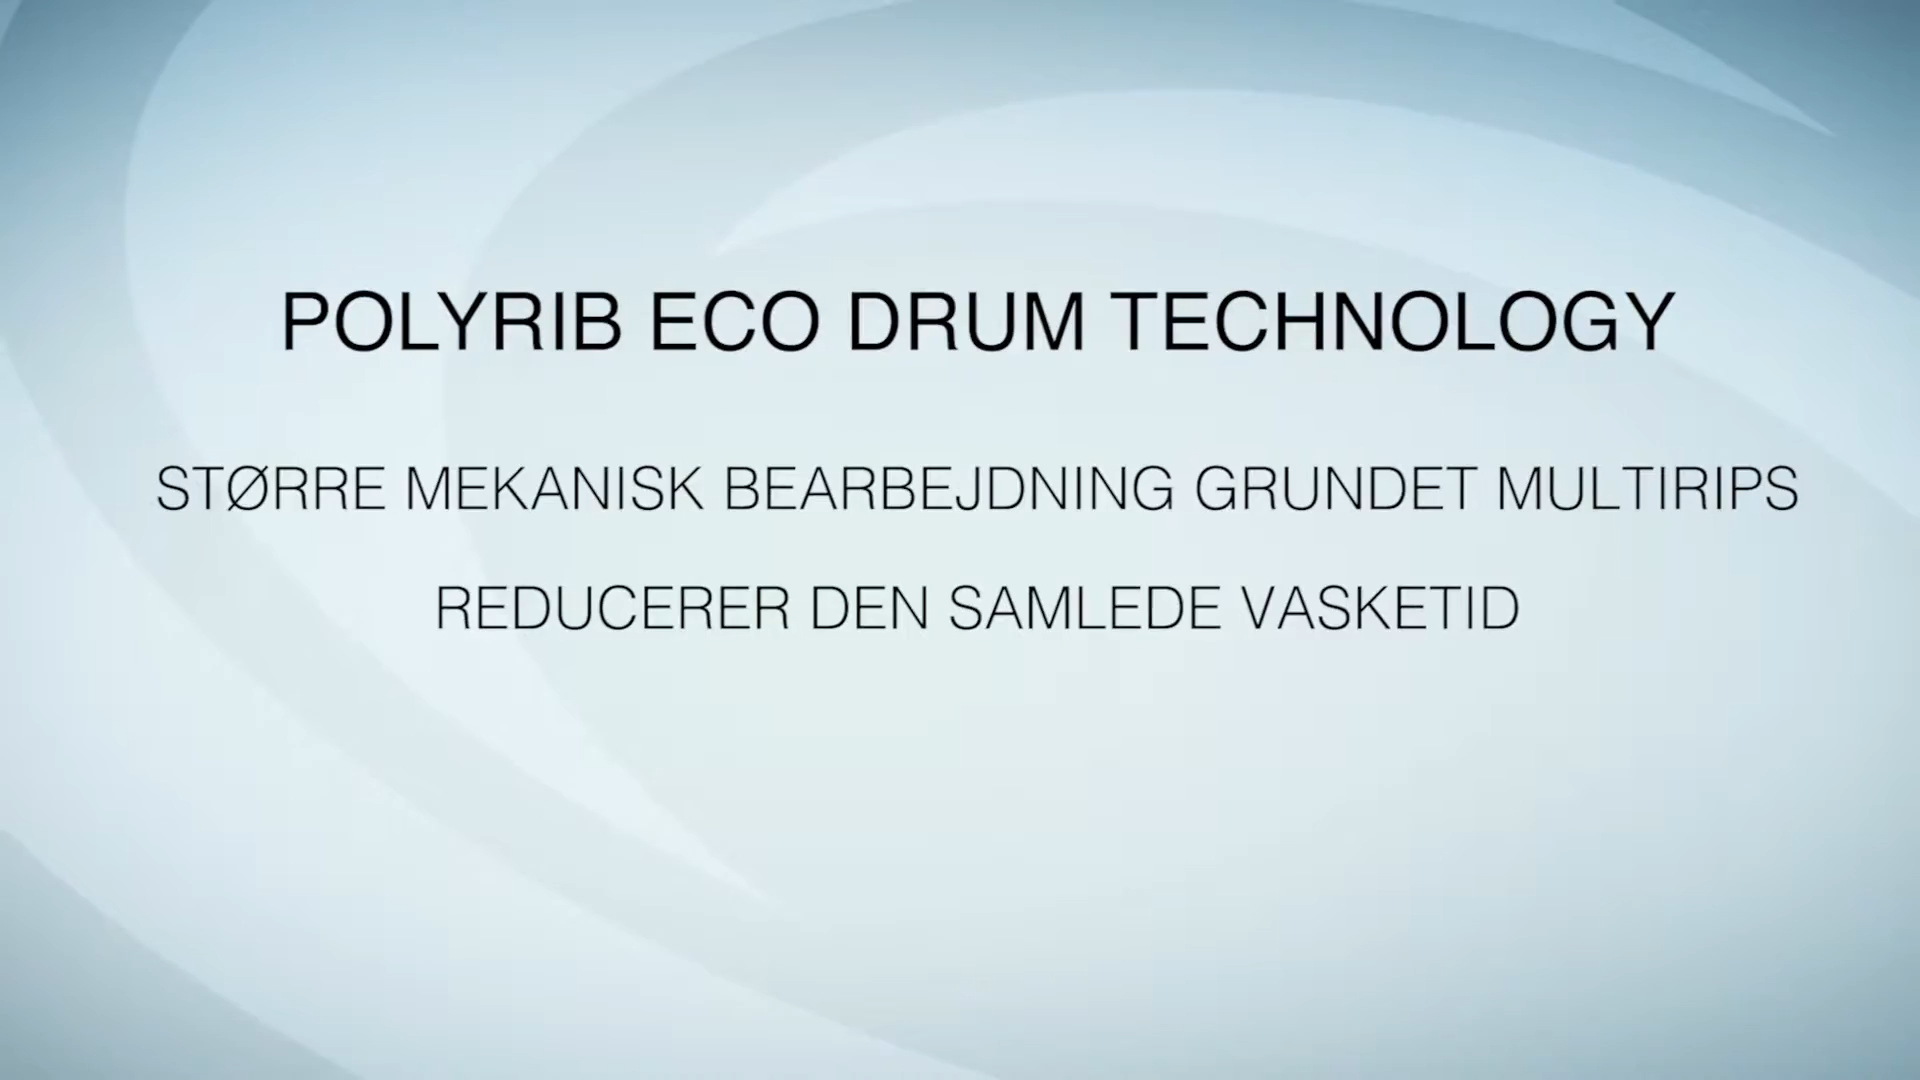 POLYRIB ECO DRUM TECHNOLOGY
STØRRE MEKANISK BEARBEJDNING GRUNDET MULTIRIPS
REDUCERER DEN SAMLEDE VASKETID